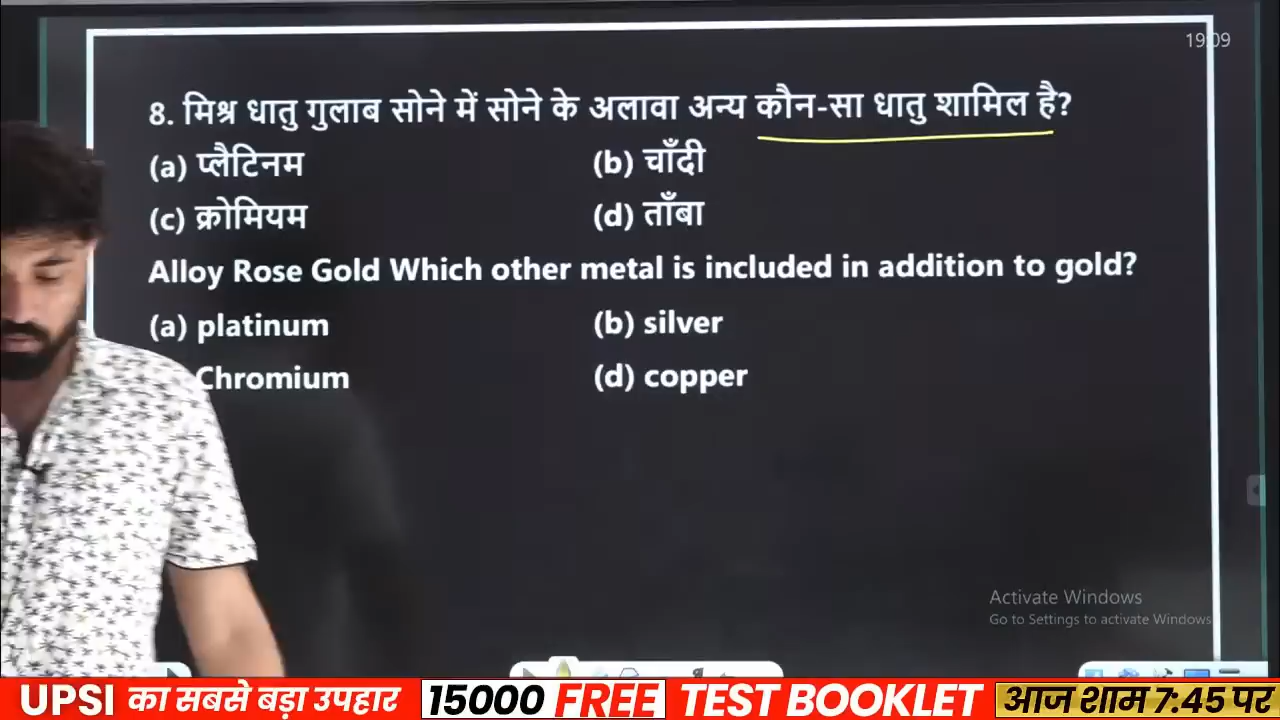 19:09
8. मिश्र धातु गुलाब सोने में सोने के अलावा अन्य कौन-सा धातु शामिल है?
(a) प्लैटिनम (b) चाँदी
(c) क्रोमियम (d) ताँबा
Alloy Rose Gold Which other metal is included in addition to gold?
(a) platinum (b) silver
Chromium (d) copper
Activate Windows
Go to Settings to activate Windows
UPSI का सबसे बड़ा उपहार 15000 FREE TEST BOOKLET आज शाम 7:45 पर